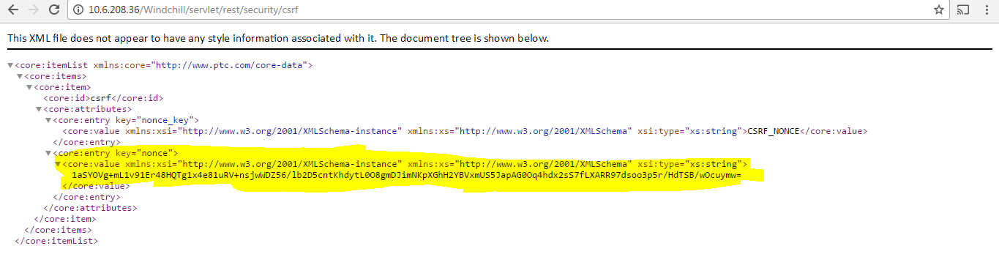 10.6.208.36/Windchill/servlet/rest/security/csrf
This XML file does not appear to have any style information associated with it. The document tree is shown below.
▼<core:itemList xmlns:core="http://www.ptc.com/core-data">
▼<core:items>
▼<core:item>
<core:id>csrf</core:id>
▼<core:attributes>
▼<core:entry key="nonce_key">
<core:value xmlns:xsi="http://www.w3.org/2001/XMLSchema-instance" xmlns:xs="http://www.w3.org/2001/XMLSchema" xsi:type="xs:string">CSRF_NONCE</core:value>
</core:entry>
▼<core:entry key="nonce">
▼<core:value xmlns:xsi="http://www.w3.org/2001/XMLSchema-instance" xmlns:xs="http://www.w3.org/2001/XMLSchema" xsi:type="xs:string">
1aSYOVg+mL1v91Er48HQTg1x4e81uRV+nsjwWDZ56/lb2D5cntKhdytL0O8gmDJimNKpXGhH2YBVxmUS5JapAG0Oq4hdx2sS7fLXARR97dsoo3p5r/HdTSB/wOcuymw=
</core:value>
</core:entry>
</core:attributes>
</core:item>
</core:items>
</core:itemList>